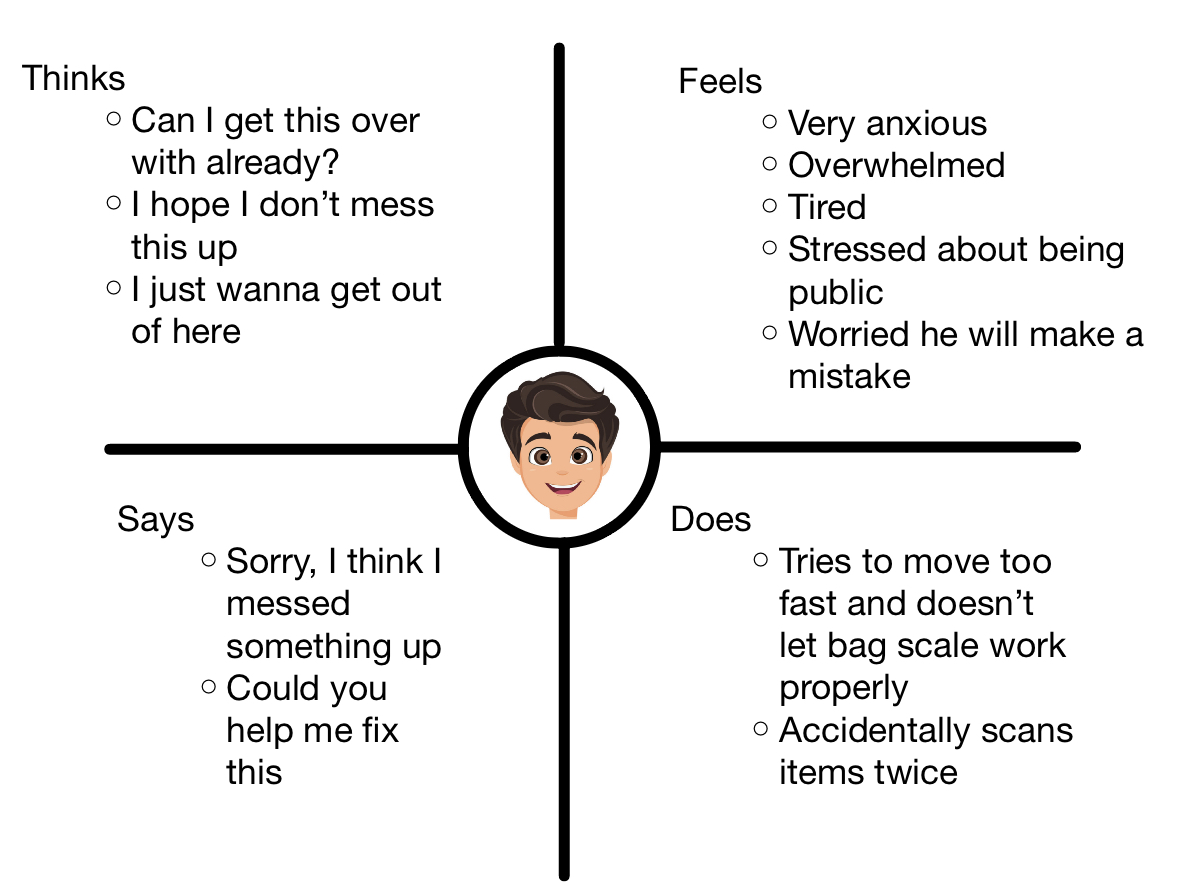 Thinks
○ Can I get this over
with already?
○ I hope I don’t mess
this up
○ I just wanna get out
of here
Feels
○ Very anxious
○ Overwhelmed
○ Tired
○ Stressed about being
public
○ Worried he will make a
mistake
Says
○ Sorry, I think I
messed
something up
○ Could you
help me fix
this
Does
○ Tries to move too
fast and doesn’t
let bag scale work
properly
○ Accidentally scans
items twice